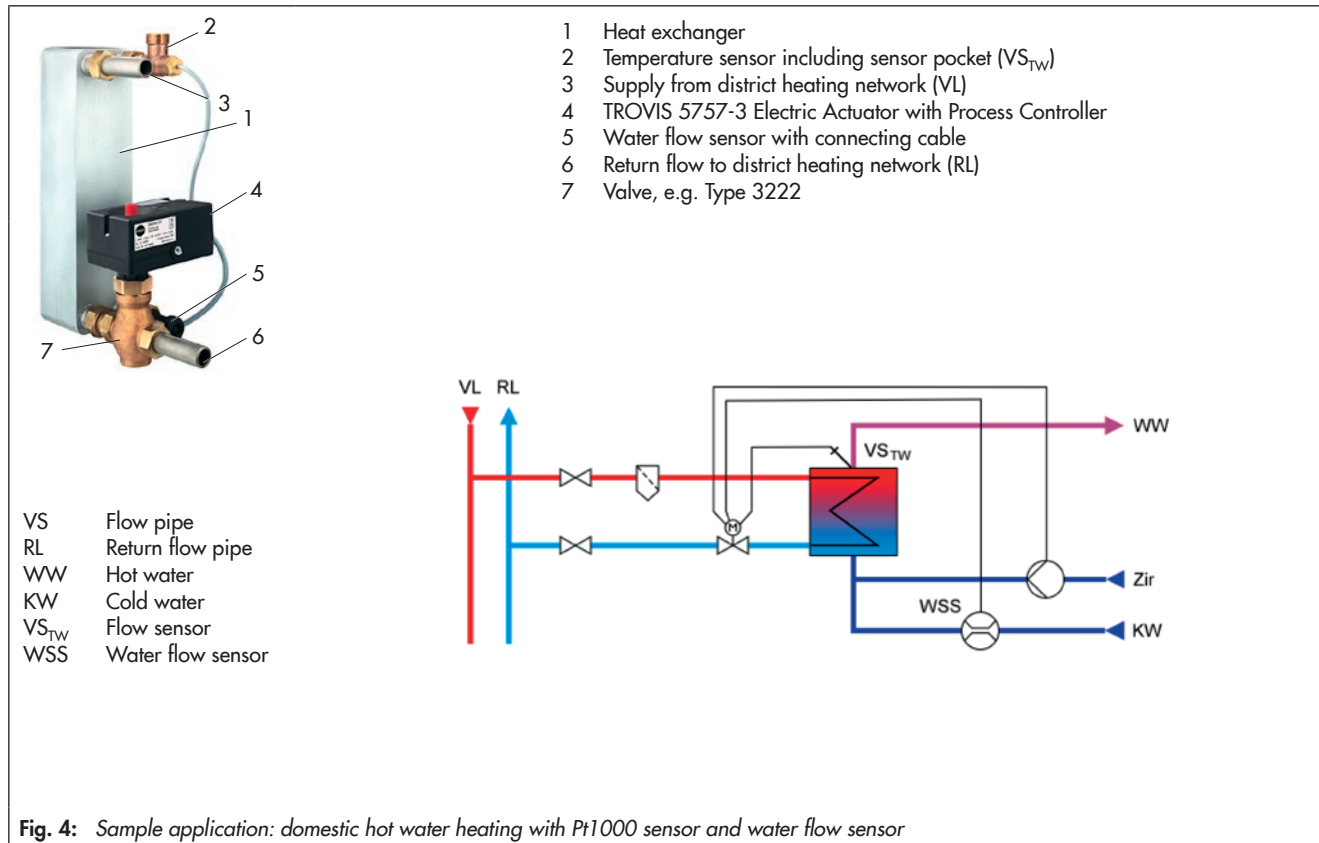 2
3
1
4
5
6
7
1 Heat exchanger
2 Temperature sensor including sensor pocket (VS_TW)
3 Supply from district heating network (VL)
4 TROVIS 5757-3 Electric Actuator with Process Controller
5 Water flow sensor with connecting cable
6 Return flow to district heating network (RL)
7 Valve, e.g. Type 3222
VL RL
WW
VS_TW
M
Zir
WSS
KW
VS Flow pipe
RL Return flow pipe
WW Hot water
KW Cold water
VS_TW Flow sensor
WSS Water flow sensor
Fig. 4: Sample application: domestic hot water heating with Pt1000 sensor and water flow sensor